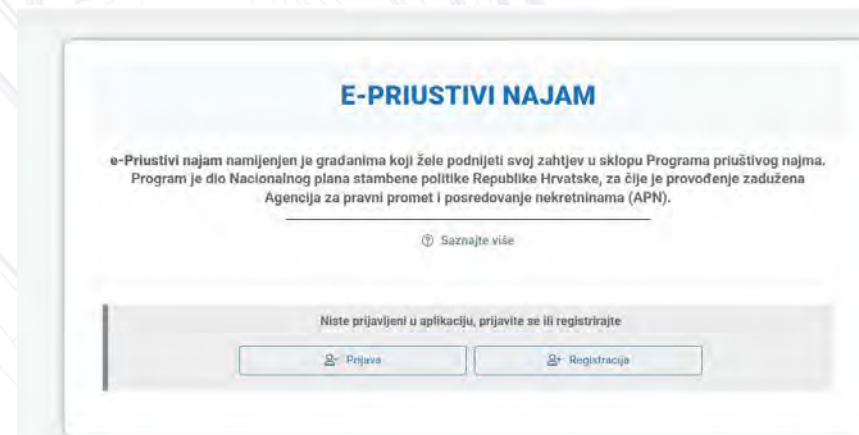 E-PRIUSTIVI NAJAM
e-Priustivi najam namijenjen je građanima koji žele podnijeti svoj zahtjev u sklopu Programa priuštivog najma.
Program je dio Nacionalnog plana stambene politike Republike Hrvatske, za čije je provođenje zadužena
Agencija za pravni promet i posredovanje nekretninama (APN).
Saznajte više
Niste prijavljeni u aplikaciju, prijavite se ili registrirajte
Prijava
Registracija